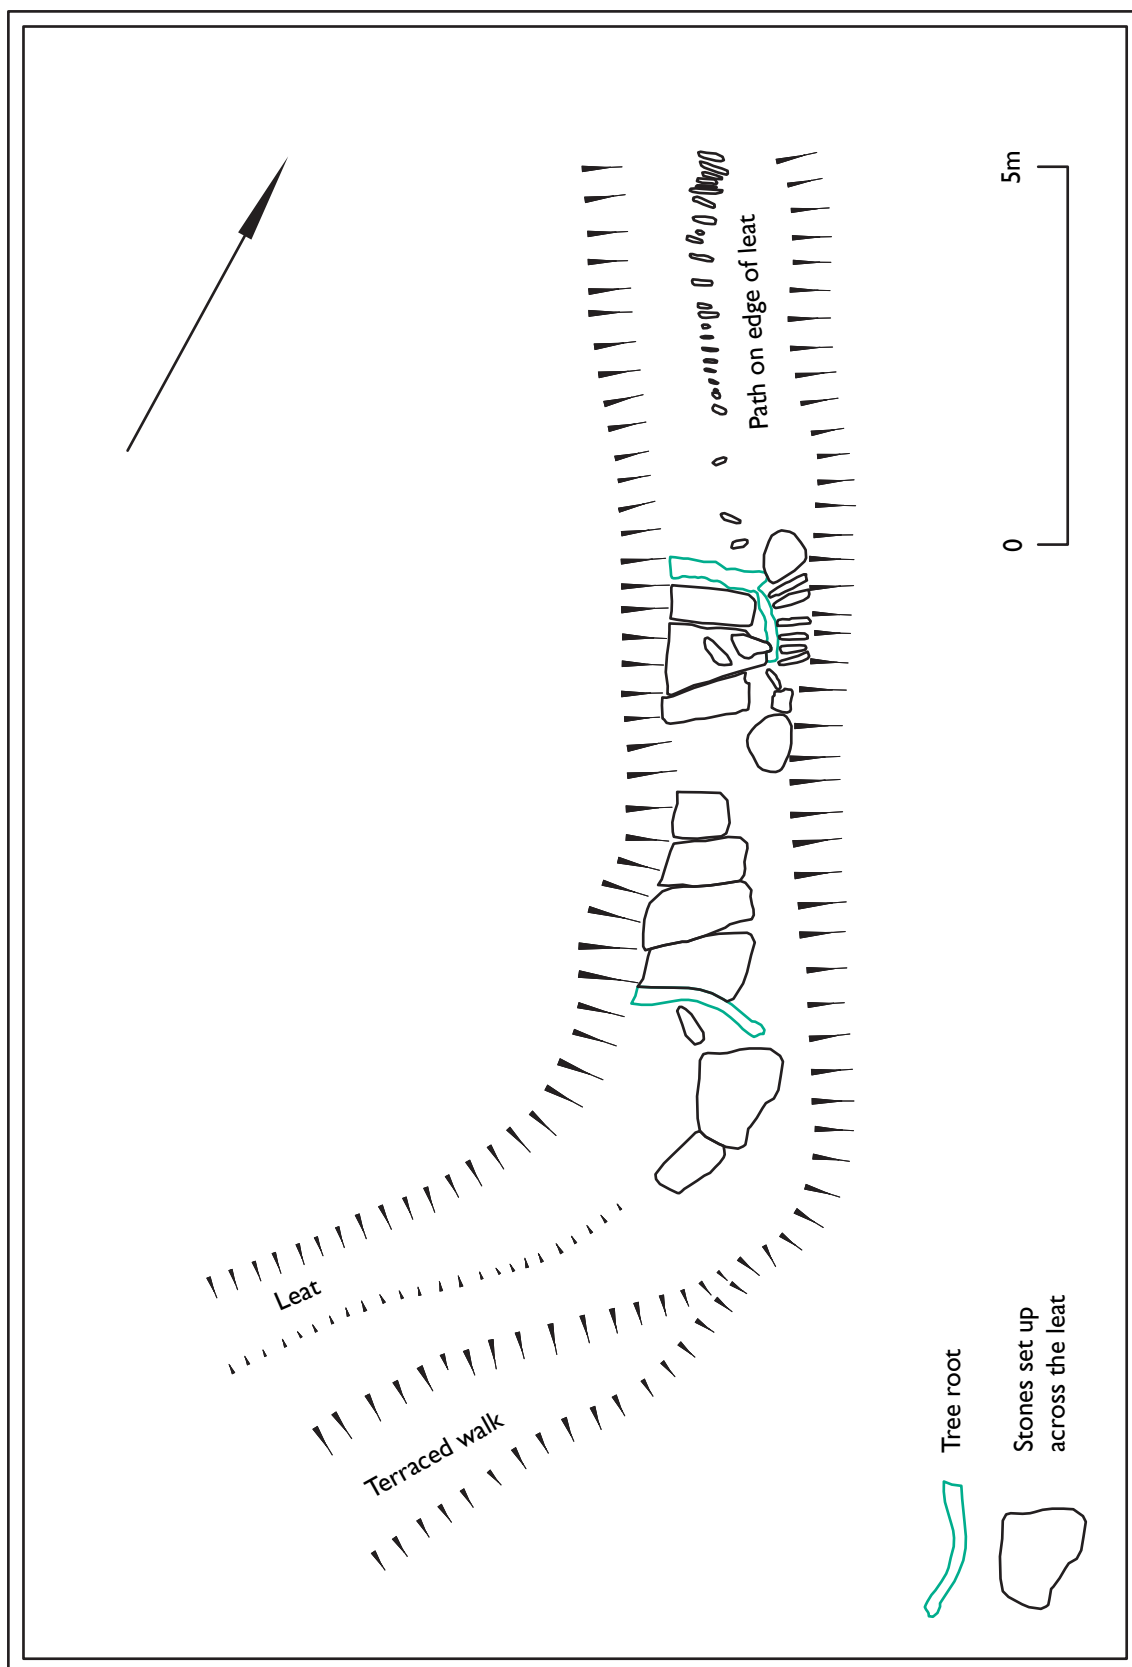 Leat
Terraced walk
Path on edge of leat
Tree root
Stones set up
across the leat
0
5m